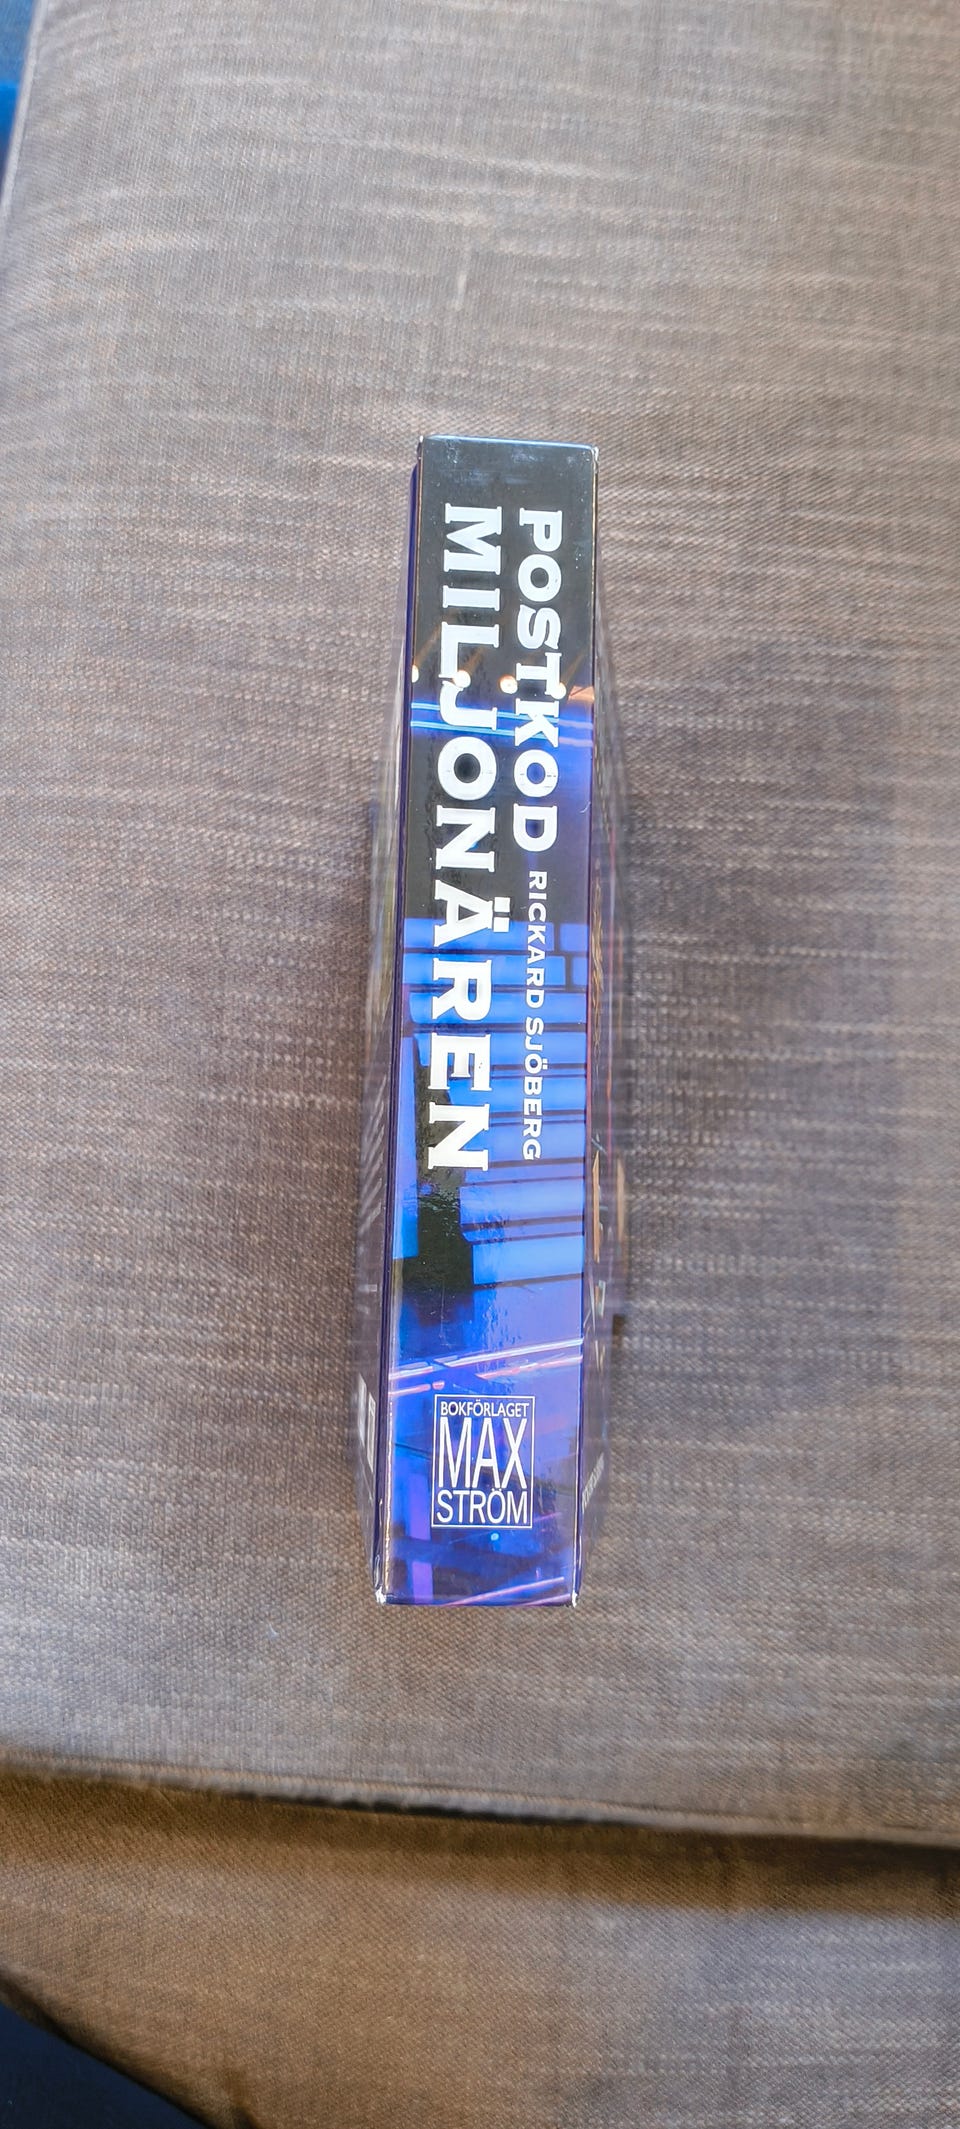 POSTKOD RICKARD SJÖBERG
MILJONÄREN
BOKFÖRLAGET
MAX
STRÖM